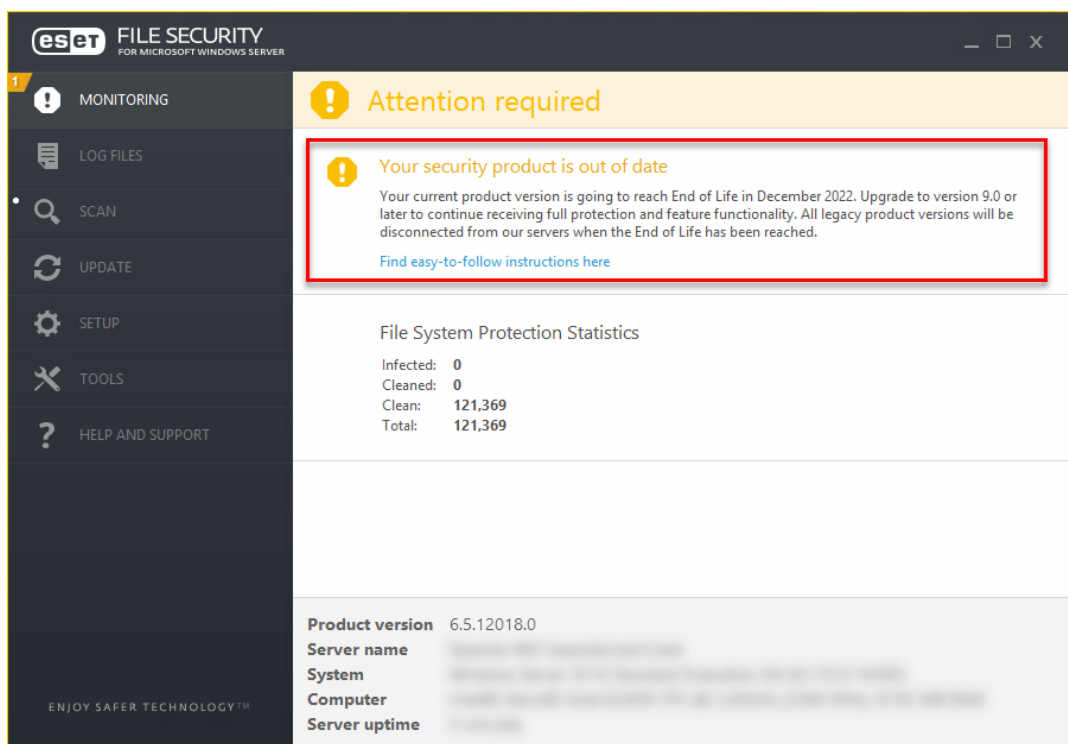 eset FILE SECURITY
FOR MICROSOFT WINDOWS SERVER
1
MONITORING
LOG FILES
SCAN
UPDATE
SETUP
TOOLS
HELP AND SUPPORT
ENJOY SAFER TECHNOLOGY™
Attention required
Your security product is out of date
Your current product version is going to reach End of Life in December 2022. Upgrade to version 9.0 or
later to continue receiving full protection and feature functionality. All legacy product versions will be
disconnected from our servers when the End of Life has been reached.
Find easy-to-follow instructions here
File System Protection Statistics
Infected: 0
Cleaned: 0
Clean: 121,369
Total: 121,369
Product version 6.5.12018.0
Server name
System
Computer
Server uptime